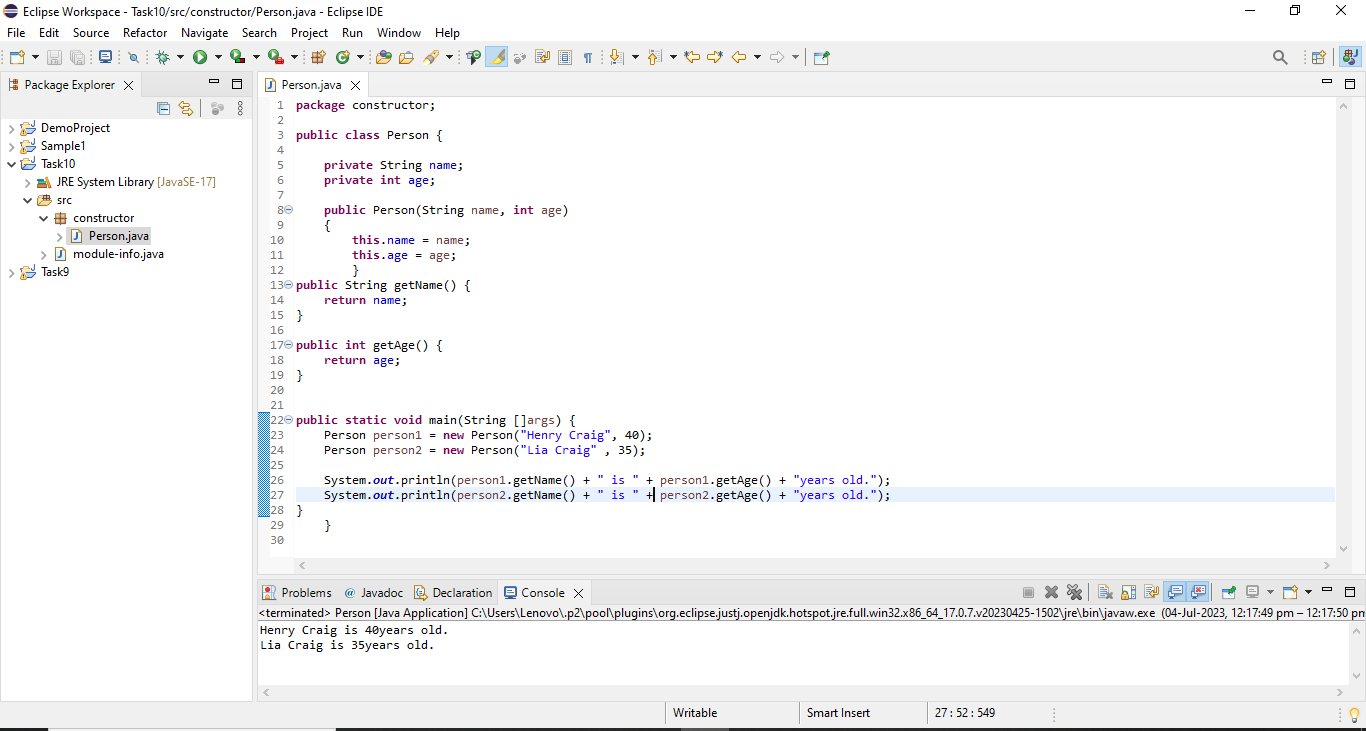 Eclipse Workspace - Task10/src/constructor/Person.java - Eclipse IDE
File Edit Source Refactor Navigate Search Project Run Window Help
Package Explorer
DemoProject
Sample1
Task10
JRE System Library [JavaSE-17]
src
constructor
Person.java
module-info.java
Task9
Person.java
1 package constructor;
2
3 public class Person {
4
5     private String name;
6     private int age;
7
8     public Person(String name, int age)
9     {
10         this.name = name;
11         this.age = age;
12         }
13 public String getName() {
14     return name;
15 }
16
17 public int getAge() {
18     return age;
19 }
20
21
22 public static void main(String []args) {
23     Person person1 = new Person("Henry Craig", 40);
24     Person person2 = new Person("Lia Craig" , 35);
25
26     System.out.println(person1.getName() + " is " + person1.getAge() + "years old.");
27     System.out.println(person2.getName() + " is " + person2.getAge() + "years old.");
28 }
29     }
30
Problems @ Javadoc Declaration Console
<terminated> Person [Java Application] C:\Users\Lenovo\.p2\pool\plugins\org.eclipse.justj.openjdk.hotspot.jre.full.win32.x86_64_17.0.7.v20230425-1502\jre\bin\javaw.exe (04-Jul-2023, 12:17:49 pm – 12:17:50 pm
Henry Craig is 40years old.
Lia Craig is 35years old.
Writable Smart Insert 27 : 52 : 549